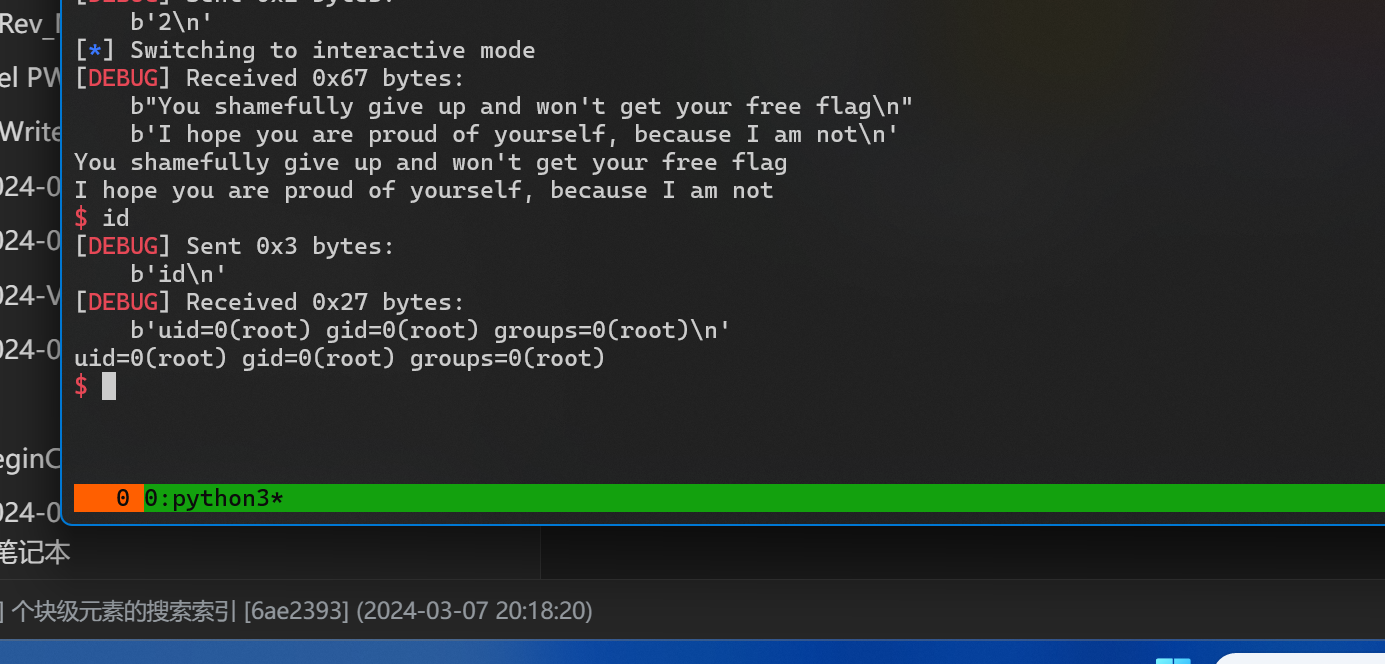 [DEBUG] Sent 0x2 bytes:
b'2\n'
[*] Switching to interactive mode
[DEBUG] Received 0x67 bytes:
b"You shamefully give up and won't get your free flag\n"
b'I hope you are proud of yourself, because I am not\n'
You shamefully give up and won't get your free flag
I hope you are proud of yourself, because I am not
$ id
[DEBUG] Sent 0x3 bytes:
b'id\n'
[DEBUG] Received 0x27 bytes:
b'uid=0(root) gid=0(root) groups=0(root)\n'
uid=0(root) gid=0(root) groups=0(root)
$
0 0:python3*
Rev_
el PW
Write
024-0
024-0
024-V
024-0
eginC
024-0
笔记本
] 个块级元素的搜索索引 [6ae2393] (2024-03-07 20:18:20)